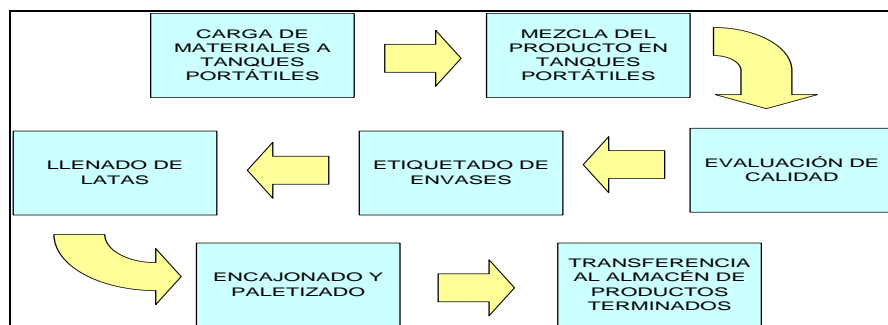 CARGA DE
MATERIALES A
TANQUES
PORTÁTILES
MEZCLA DEL
PRODUCTO EN
TANQUES
PORTÁTILES
EVALUACIÓN DE
CALIDAD
ETIQUETADO DE
ENVASES
LLENADO DE
LATAS
ENCAJONADO Y
PALETIZADO
TRANSFERENCIA
AL ALMACÉN DE
PRODUCTOS
TERMINADOS